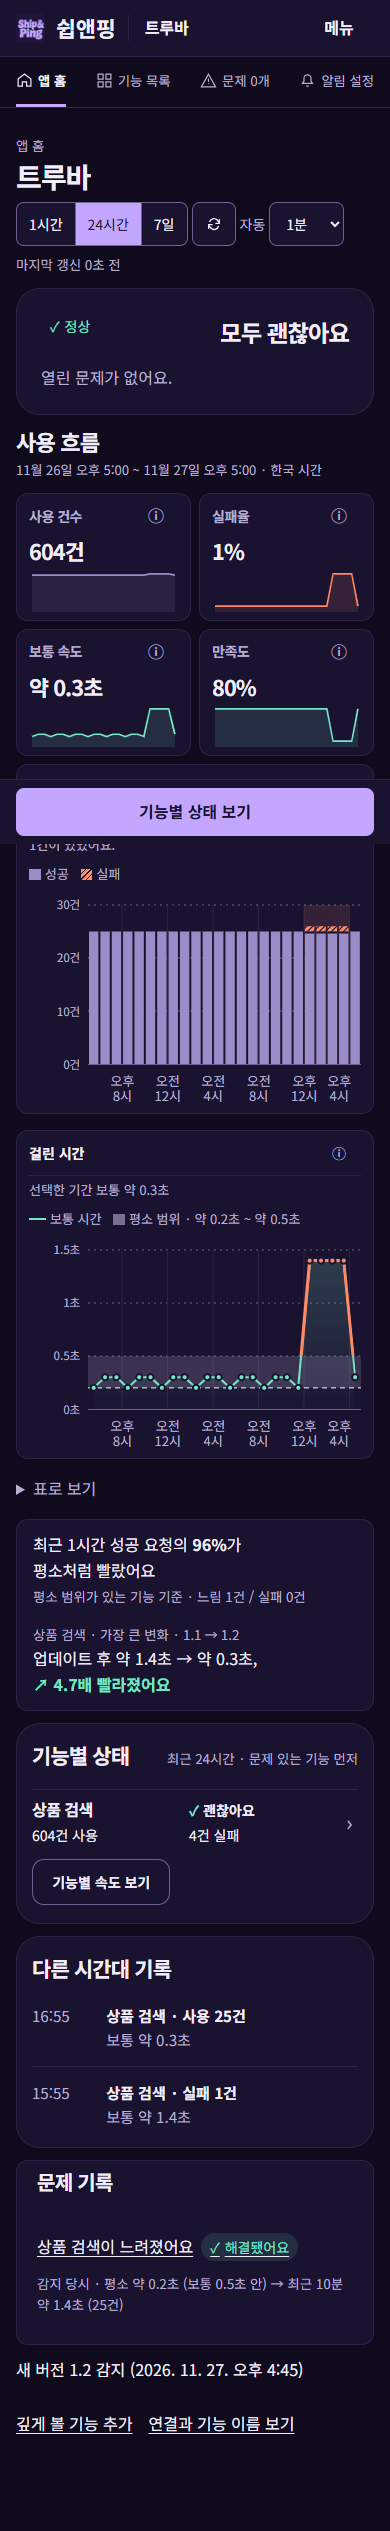 Ship& Ping 쉽앤핑 트루바 메뉴
앱 홈 기능 목록 문제 0개 알림 설정
앱 홈
트루바
1시간 24시간 7일 자동 1분
마지막 갱신 0초 전
✓ 정상 모두 괜찮아요
열린 문제가 없어요.
사용 흐름
11월 26일 오후 5:00 ~ 11월 27일 오후 5:00 · 한국 시간
사용 건수 ⓘ 실패율 ⓘ
604건 1%
보통 속도 ⓘ 만족도 ⓘ
약 0.3초 80%
기능별 상태 보기
1건이 있었어요.
성공 실패
30건
20건
10건
0건
오후 8시 오전 12시 오전 4시 오전 8시 오후 12시 오후 4시
걸린 시간 ⓘ
선택한 기간 보통 약 0.3초
보통 시간 평소 범위 · 약 0.2초 ~ 약 0.5초
1.5초
1초
0.5초
0초
오후 8시 오전 12시 오전 4시 오전 8시 오후 12시 오후 4시
▶ 표로 보기
최근 1시간 성공 요청의 96%가
평소처럼 빨랐어요
평소 범위가 있는 기능 기준 · 느림 1건 / 실패 0건
상품 검색 · 가장 큰 변화 · 1.1 → 1.2
업데이트 후 약 1.4초 → 약 0.3초,
↗ 4.7배 빨라졌어요
기능별 상태 최근 24시간 · 문제 있는 기능 먼저
상품 검색 ✓ 괜찮아요
604건 사용 4건 실패 ›
기능별 속도 보기
다른 시간대 기록
16:55 상품 검색 · 사용 25건
보통 약 0.3초
15:55 상품 검색 · 실패 1건
보통 약 1.4초
문제 기록
상품 검색이 느려졌어요 ✓ 해결됐어요
감지 당시 · 평소 약 0.2초 (보통 0.5초 안) → 최근 10분
약 1.4초 (25건)
새 버전 1.2 감지 (2026. 11. 27. 오후 4:45)
깊게 볼 기능 추가 연결과 기능 이름 보기